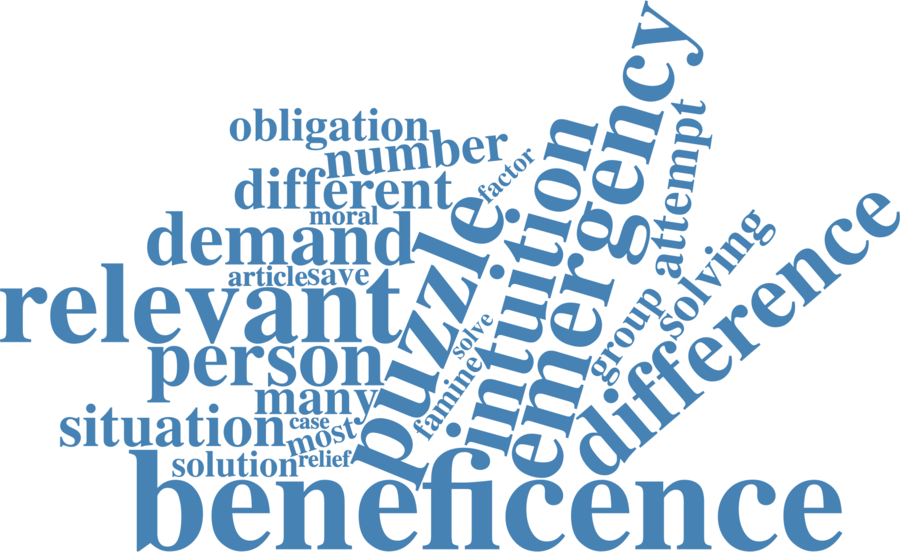 obligation
number
different
factor
moral
demand
article
save
relevant
person
many
situation
case
most
solution
relief
beneficence
puzzle
solve
famine
intuition
emergency
group
attempt
solving
difference